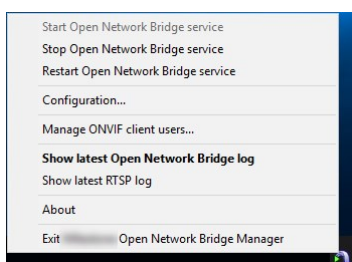 Start Open Network Bridge service
Stop Open Network Bridge service
Restart Open Network Bridge service
Configuration...
Manage ONVIF client users...
Show latest Open Network Bridge log
Show latest RTSP log
About
Exit Open Network Bridge Manager